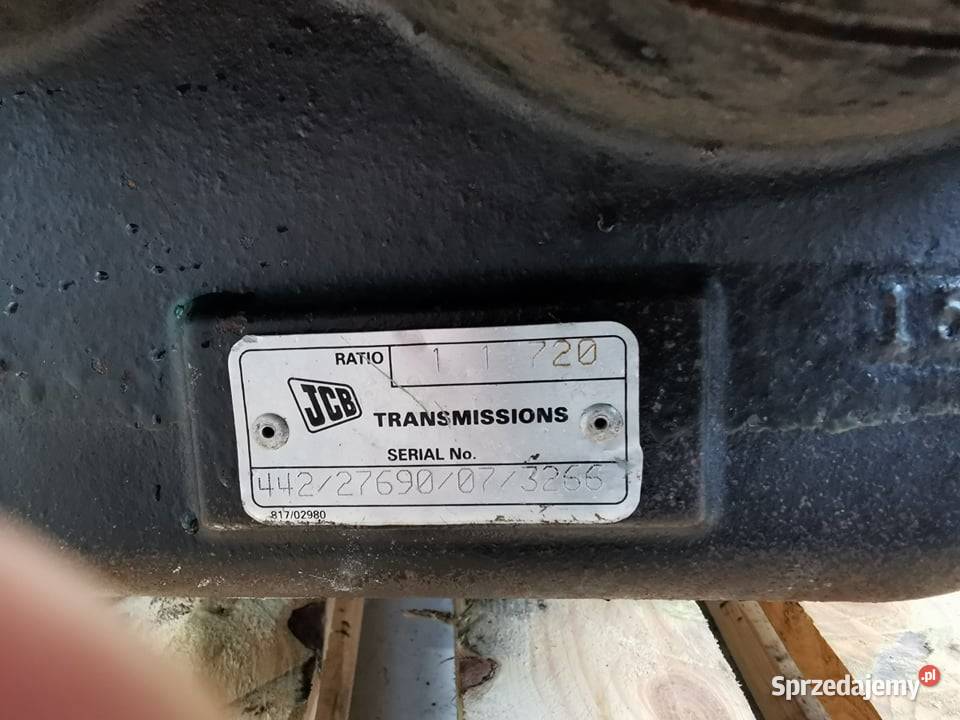 RATIO 1 1 720
JCB TRANSMISSIONS
SERIAL No.
442/27690/07/3266
817/02980
Sprzedajemy.pl